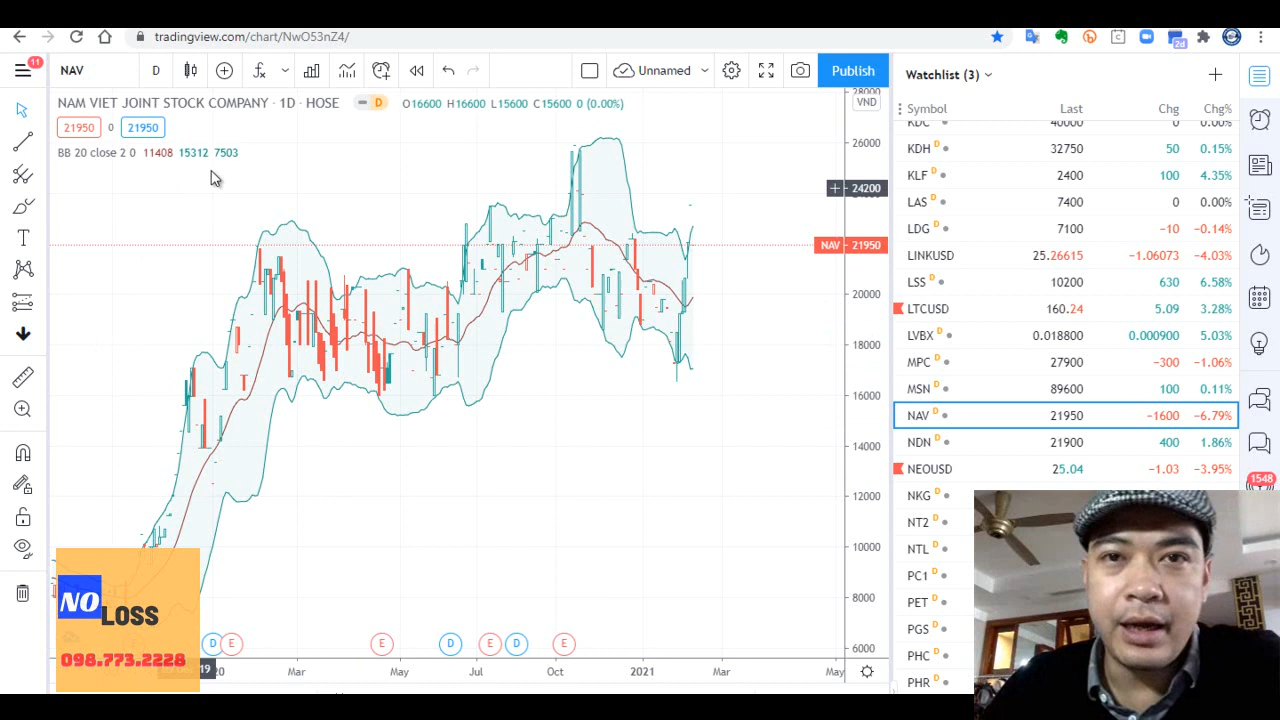 tradingview.com/chart/NwO53nZ4/
2d
11
NAV
D
Unnamed
Publish
Watchlist (3)
NAM VIET JOINT STOCK COMPANY · 1D · HOSE
D
O16600 H16600 L15600 C15600 0 (0.00%)
21950 0 21950
BB 20 close 2 0 11408 15312 7503
VND
28000
26000
24200
NAV 21950
20000
18000
16000
14000
12000
10000
8000
6000
D E E D E D E
19 20 Mar May Jul Oct 2021 Mar May
Symbol Last Chg Chg%
KDC 40000 0 0.00%
KDH D 32750 50 0.15%
KLF 2400 100 4.35%
LAS 7400 0 0.00%
LDG D 7100 −10 −0.14%
LINKUSD 25.26615 −1.06073 −4.03%
LSS D 10200 630 6.58%
LTCUSD 160.24 5.09 3.28%
LVBX D 0.018800 0.000900 5.03%
MPC D 27900 −300 −1.06%
MSN D 89600 100 0.11%
NAV D 21950 −1600 −6.79%
NDN D 21900 400 1.86%
NEOUSD 25.04 −1.03 −3.95%
NKG D
NT2 D
NTL D
PC1 D
PET D
PGS D
PHC D
PHR D
1548
NO
LOSS
098.773.2228